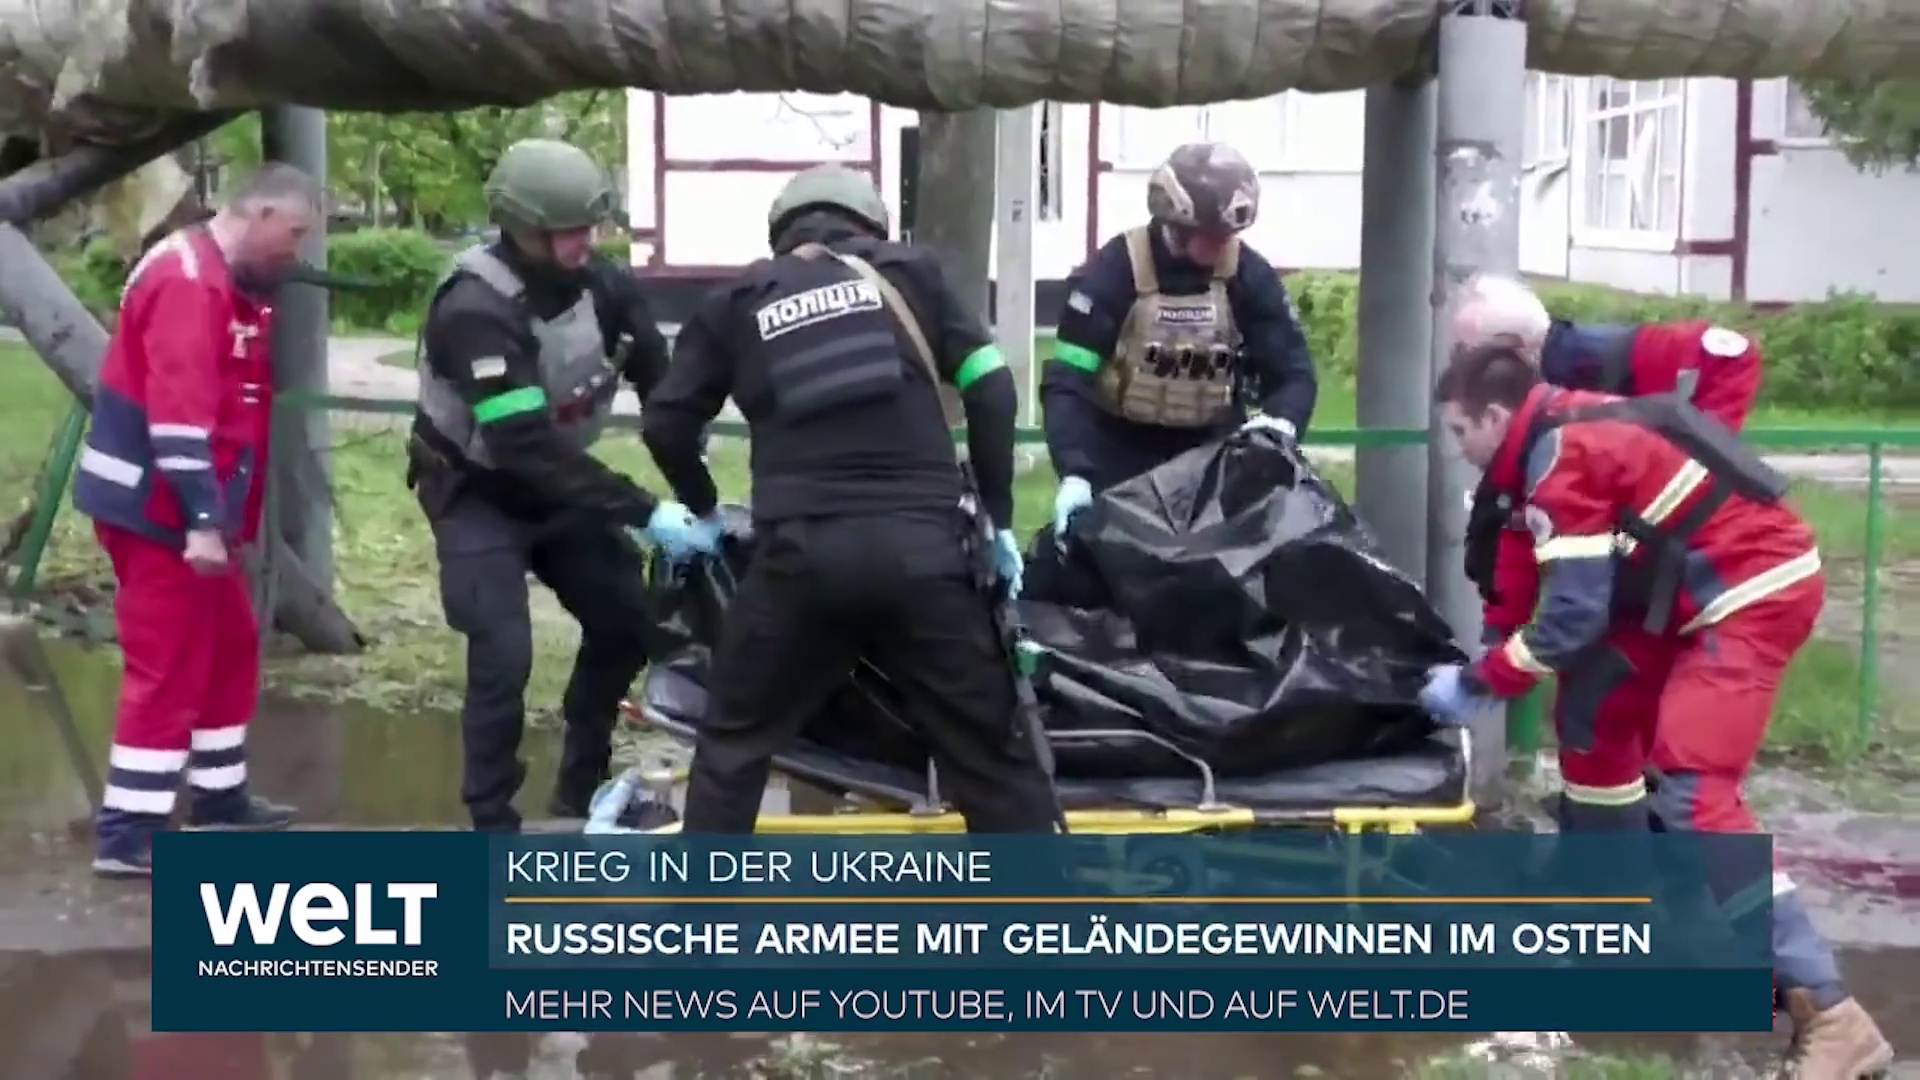 ПОЛІЦІЯ
ПОЛІЦІЯ
WELT
NACHRICHTENSENDER
KRIEG IN DER UKRAINE
RUSSISCHE ARMEE MIT GELÄNDEGEWINNEN IM OSTEN
MEHR NEWS AUF YOUTUBE, IM TV UND AUF WELT.DE